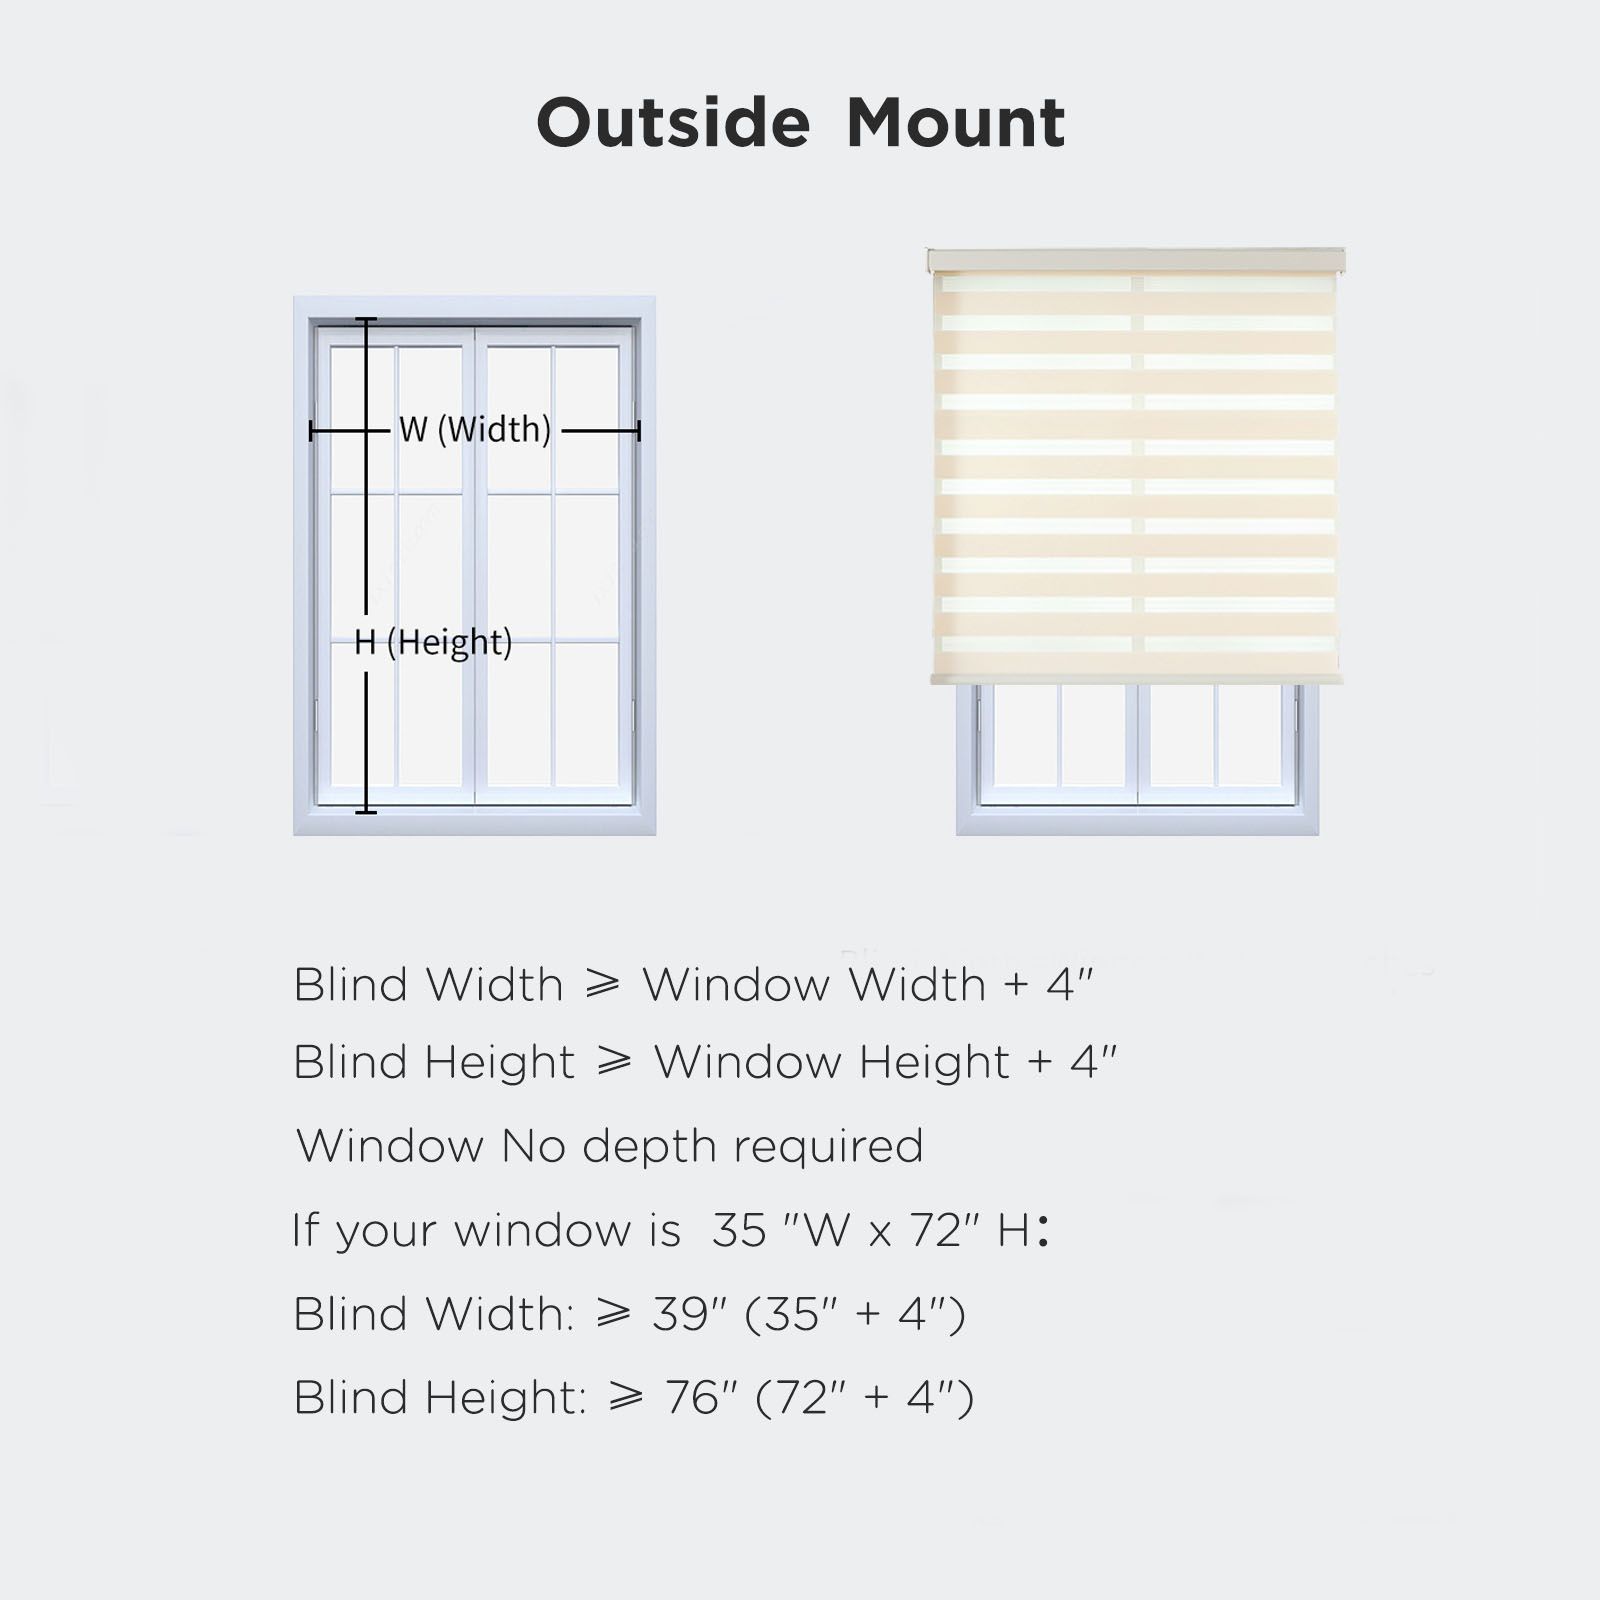 Outside Mount
W (Width)
H (Height)
Blind Width ⩾ Window Width + 4"
Blind Height ⩾ Window Height + 4"
Window No depth required
If your window is 35 "W x 72" H:
Blind Width: ⩾ 39" (35" + 4")
Blind Height: ⩾ 76" (72" + 4")